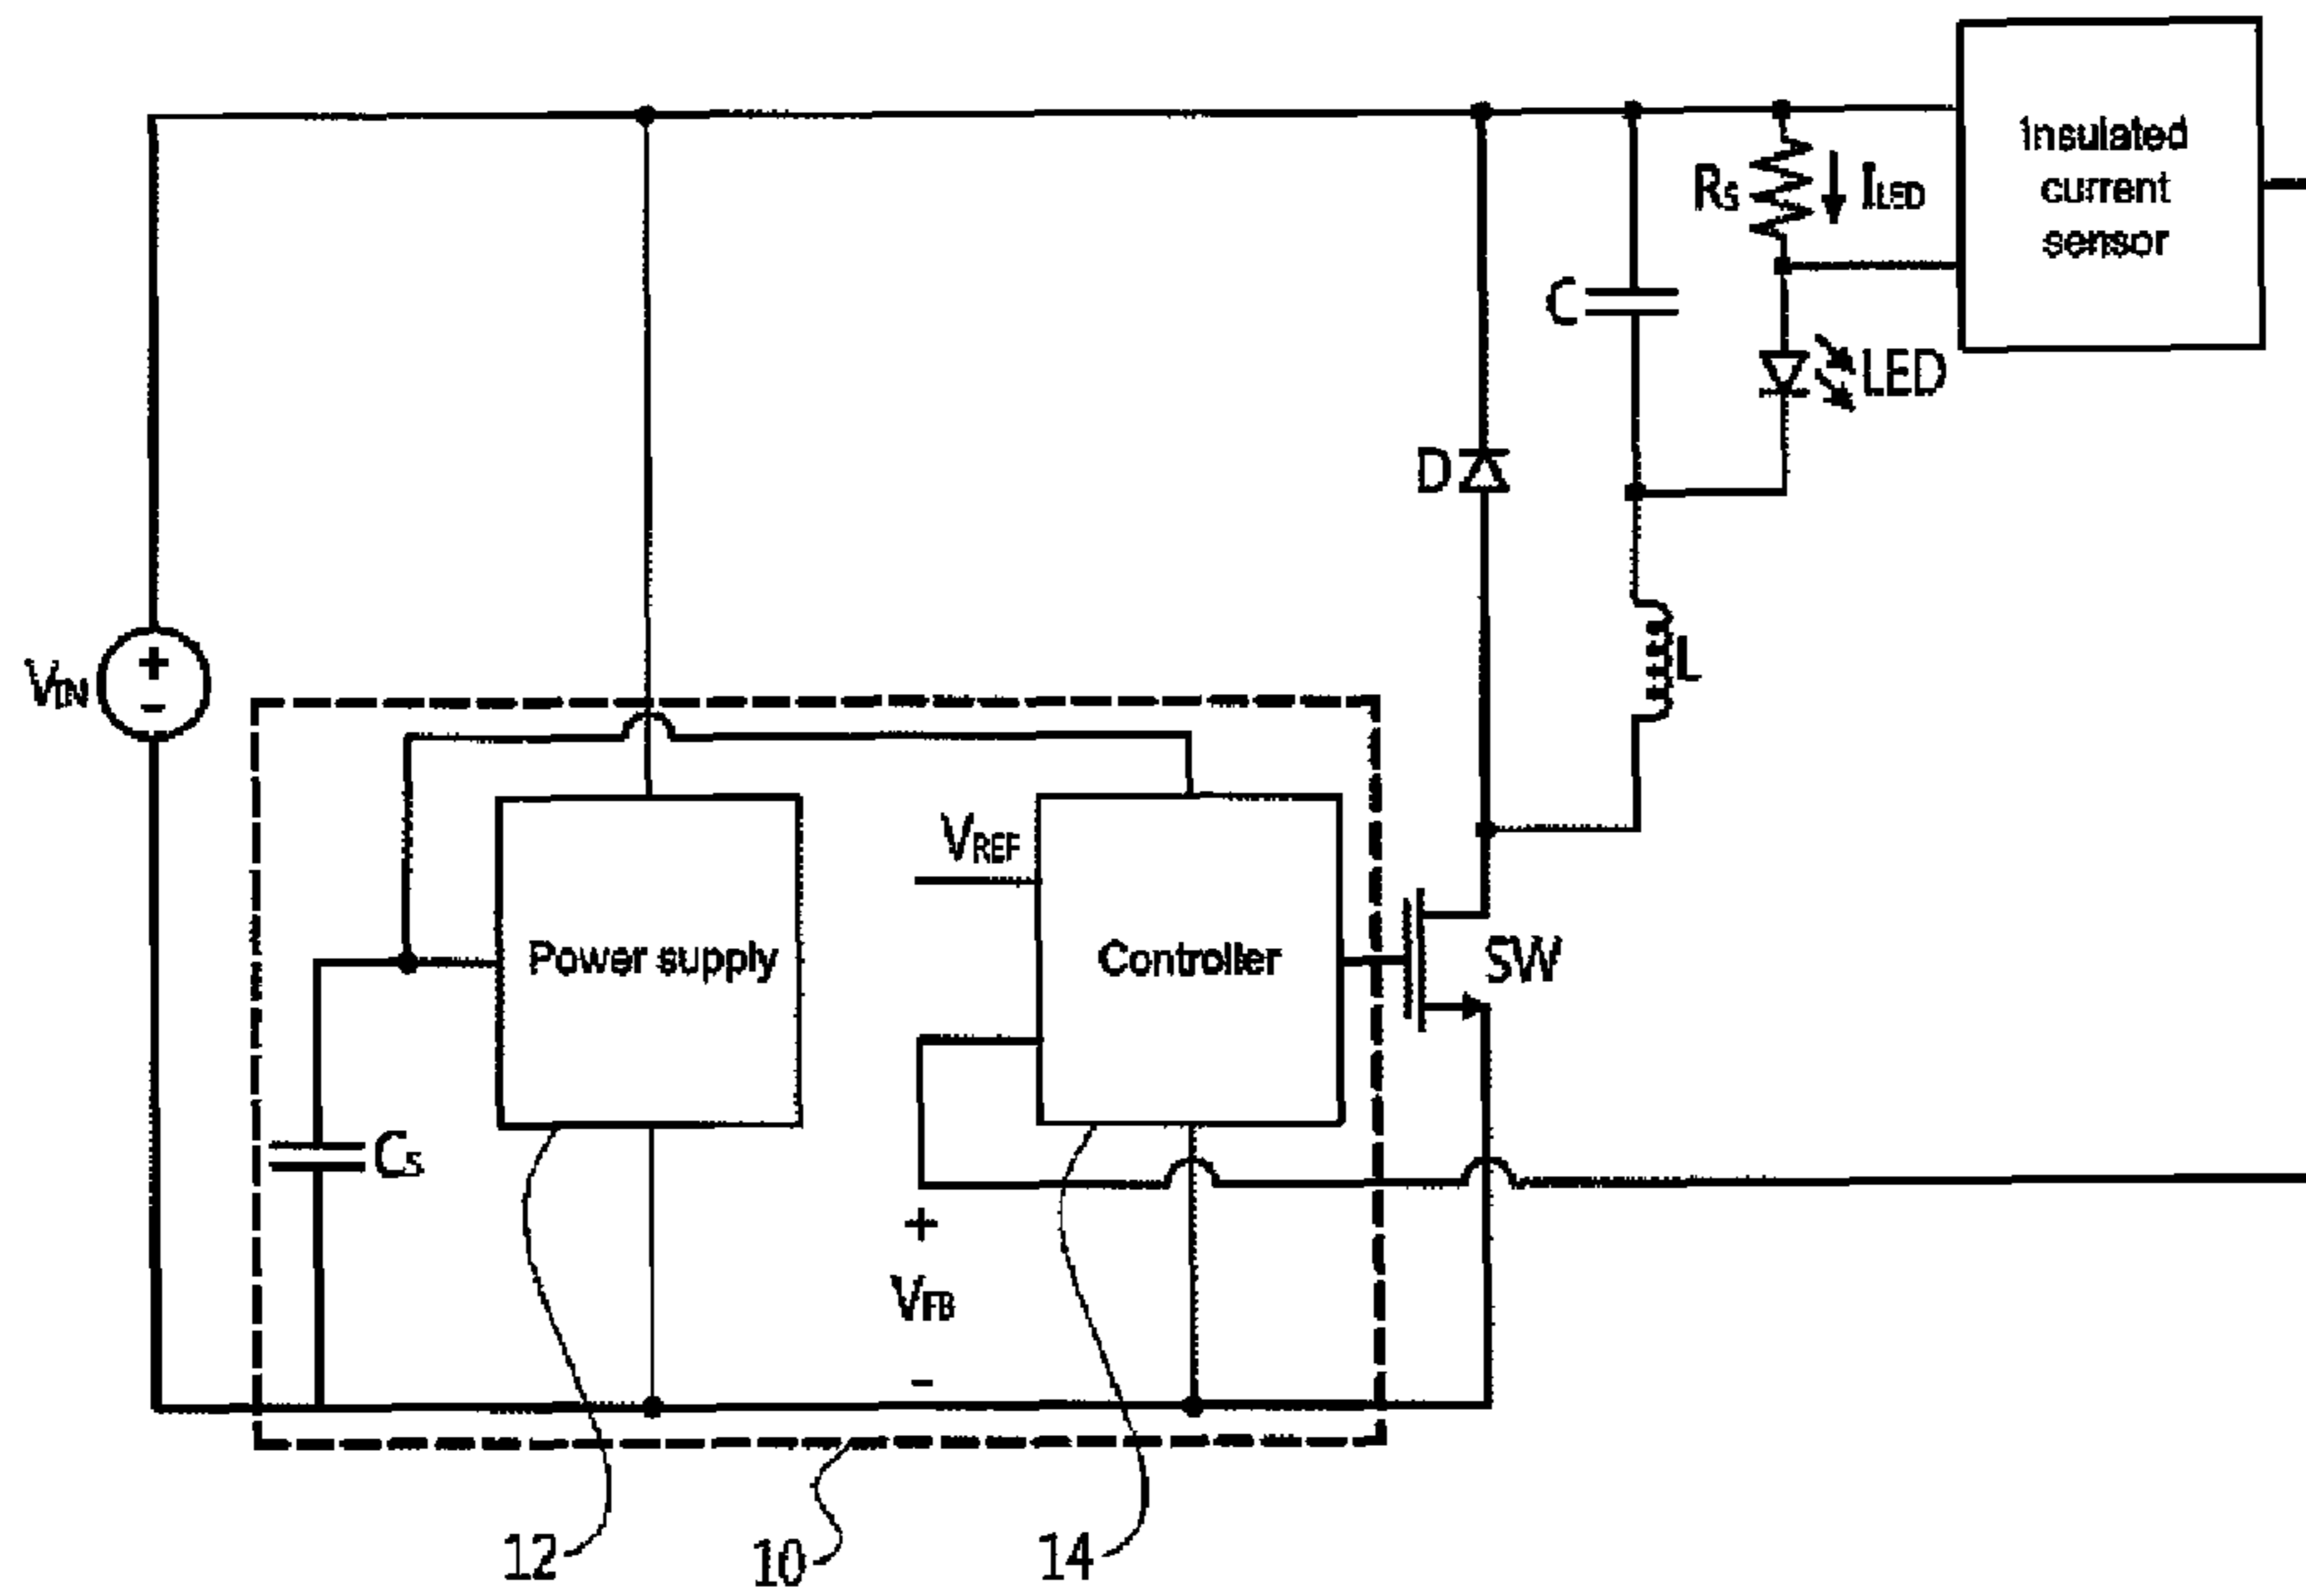 Insulated
current
sensor
RS
ILED
C
LED
D
L
VIN
+
-
VREF
Power supply
Controller
SW
CS
+
VFB
-
12
10
14